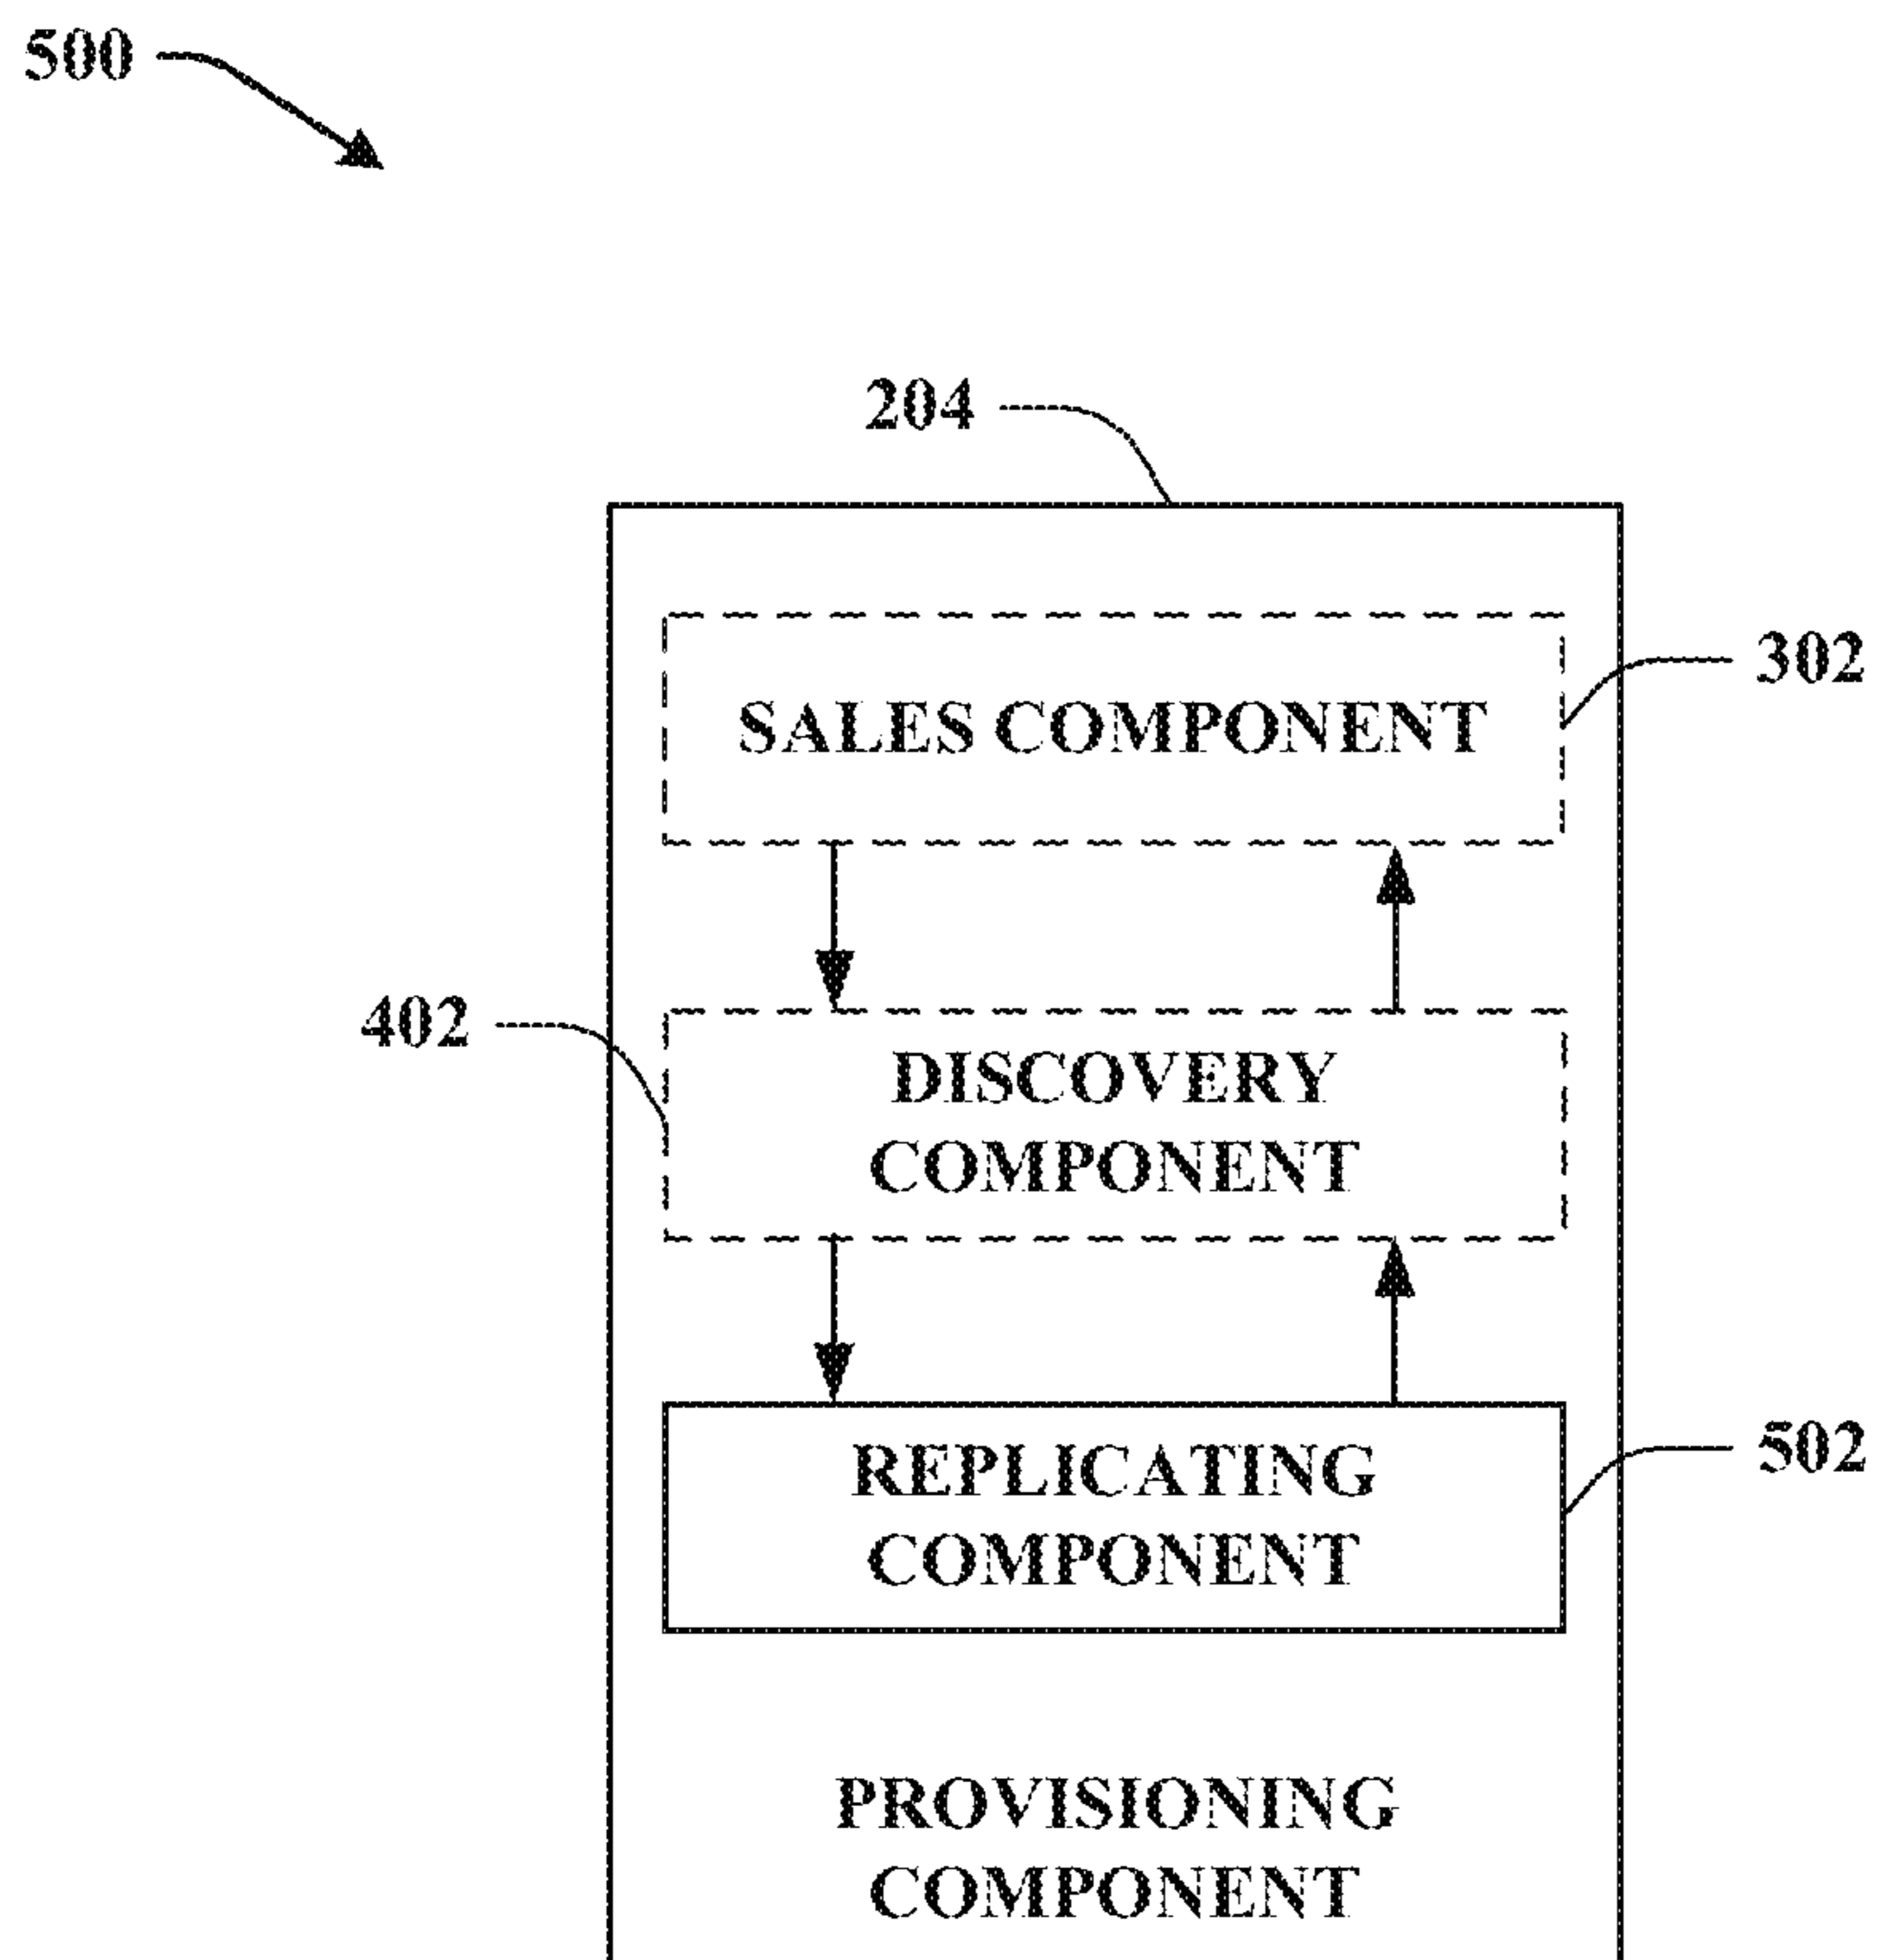 500
204
SALES COMPONENT
302
402
DISCOVERY
COMPONENT
REPLICATING
COMPONENT
502
PROVISIONING
COMPONENT